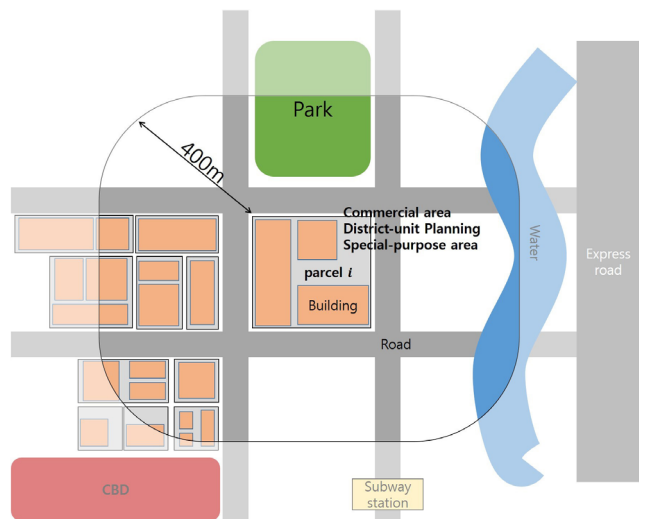 Park
400m
Commercial area
District-unit Planning
Special-purpose area
parcel i
Building
Water
Express
road
Road
CBD
Subway
station